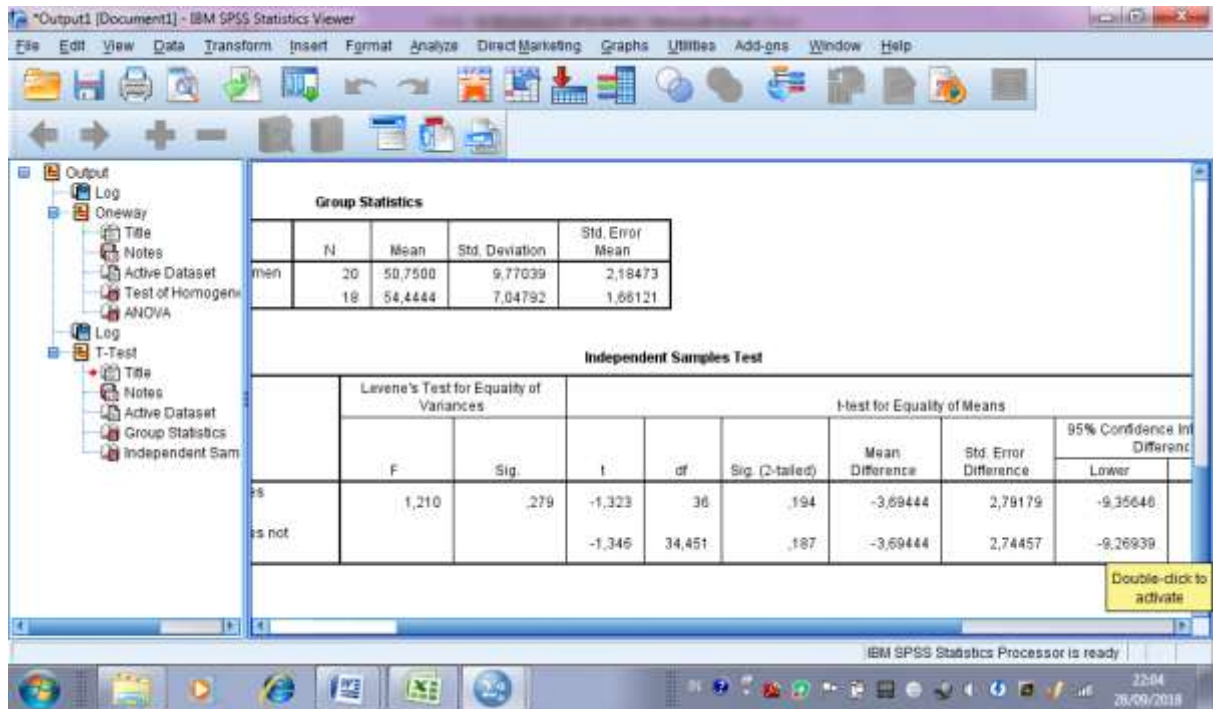 *Output1 [Document1] - IBM SPSS Statistics Viewer
File Edit View Data Transform Insert Format Analyze Direct Marketing Graphs Utilities Add-ons Window Help
Output
Log
Oneway
Title
Notes
Active Dataset
Test of Homogene
ANOVA
Log
T-Test
Title
Notes
Active Dataset
Group Statistics
Independent Sam
Group Statistics
N Mean Std. Deviation Std. Error Mean
men 20 50,7500 9,77039 2,18473
18 54,4444 7,04792 1,66121
Independent Samples Test
Levene's Test for Equality of Variances t-test for Equality of Means
95% Confidence Int
Differenc
F Sig. t df Sig. (2-tailed) Mean Difference Std. Error Difference Lower
es 1,210 ,279 -1,323 36 ,194 -3,69444 2,79179 -9,35646
es not -1,346 34,451 ,187 -3,69444 2,74457 -9,26939
Double-click to
activate
IBM SPSS Statistics Processor is ready
22:04
28/09/2018